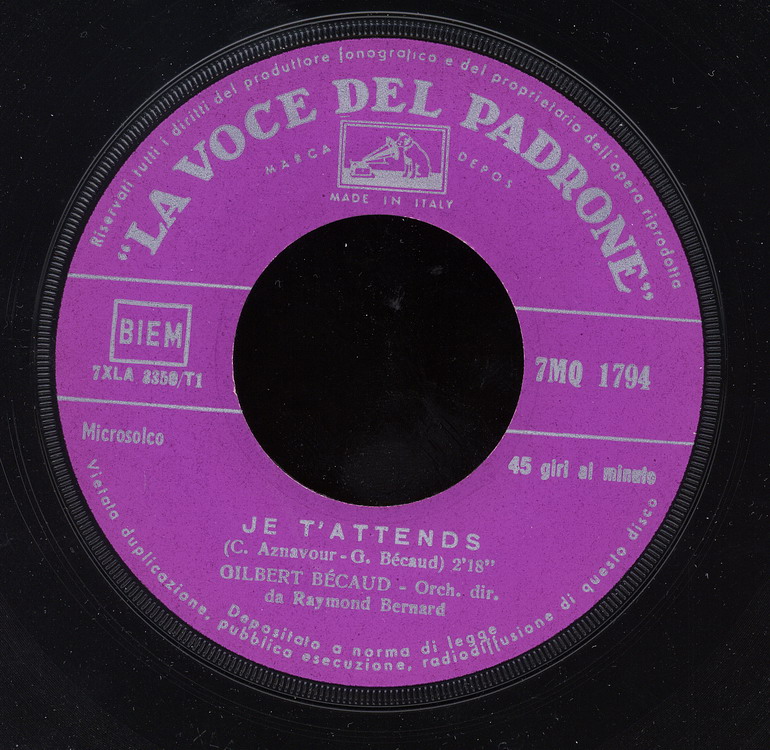 Riservati tutti i diritti del produttore fonografico e del proprietario dell'opera riprodotta
"LA VOCE DEL PADRONE"
MARCA DEPOS
MADE IN ITALY
BIEM
7XLA 3350/T1
7MQ 1794
Microsolco
45 giri al minuto
JE T'ATTENDS
(C. Aznavour - G. Bécaud) 2'18"
GILBERT BÉCAUD - Orch. dir.
da Raymond Bernard
Depositato a norma di legge
Vietata duplicazione, pubblica esecuzione, radiodiffusione di questo disco